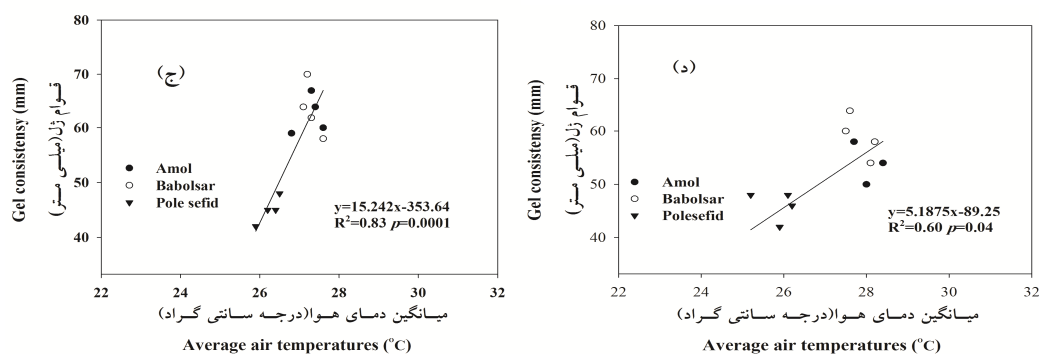 80
70
60
50
40
Gel consistensy (mm)
قوام ژل(میلی متر)
(ج)
Amol
Babolsar
Pole sefid
y=15.242x-353.64
R²=0.83 p=0.0001
22 24 26 28 30 32
میانگین دمای هوا(درجه سانتی گراد)
Average air temperatures (°C)
80
70
60
50
40
Gel consistency (mm)
قوام ژل(میلی متر)
(د)
Amol
Babolsar
Polesefid
y=5.1875x-89.25
R²=0.60 p=0.04
22 24 26 28 30 32
میانگین دمای هوا(درجه سانتی گراد)
Average air temperatures (°C)